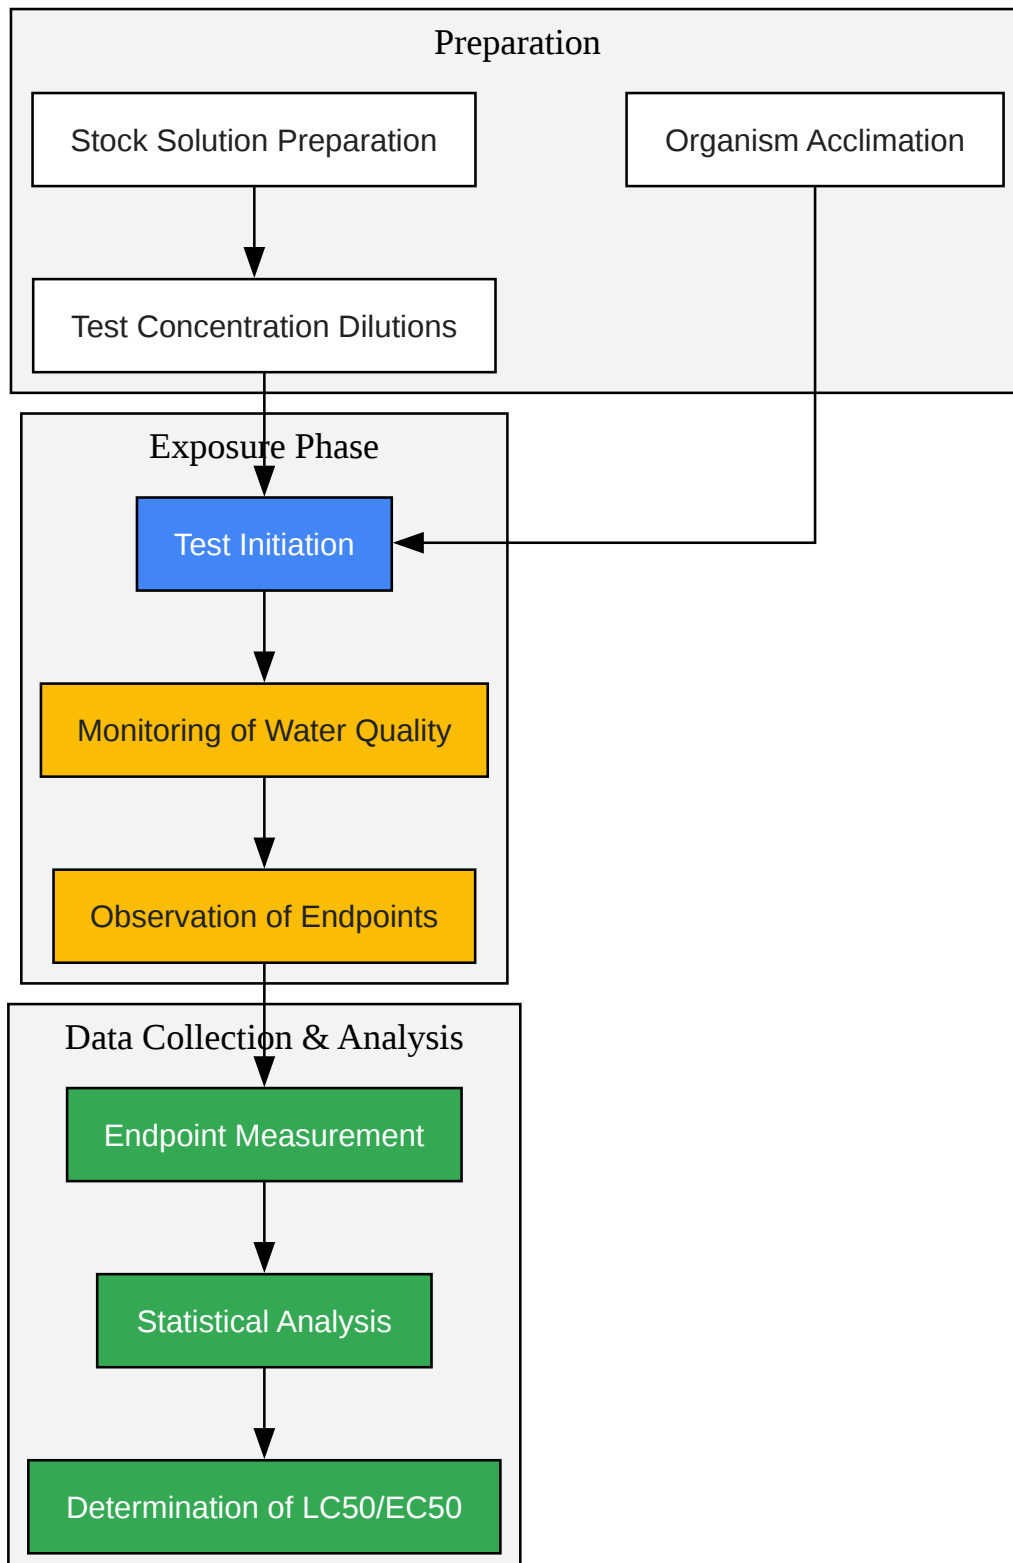 Preparation
Stock Solution Preparation
Organism Acclimation
Test Concentration Dilutions
Exposure Phase
Test Initiation
Monitoring of Water Quality
Observation of Endpoints
Data Collection & Analysis
Endpoint Measurement
Statistical Analysis
Determination of LC50/EC50